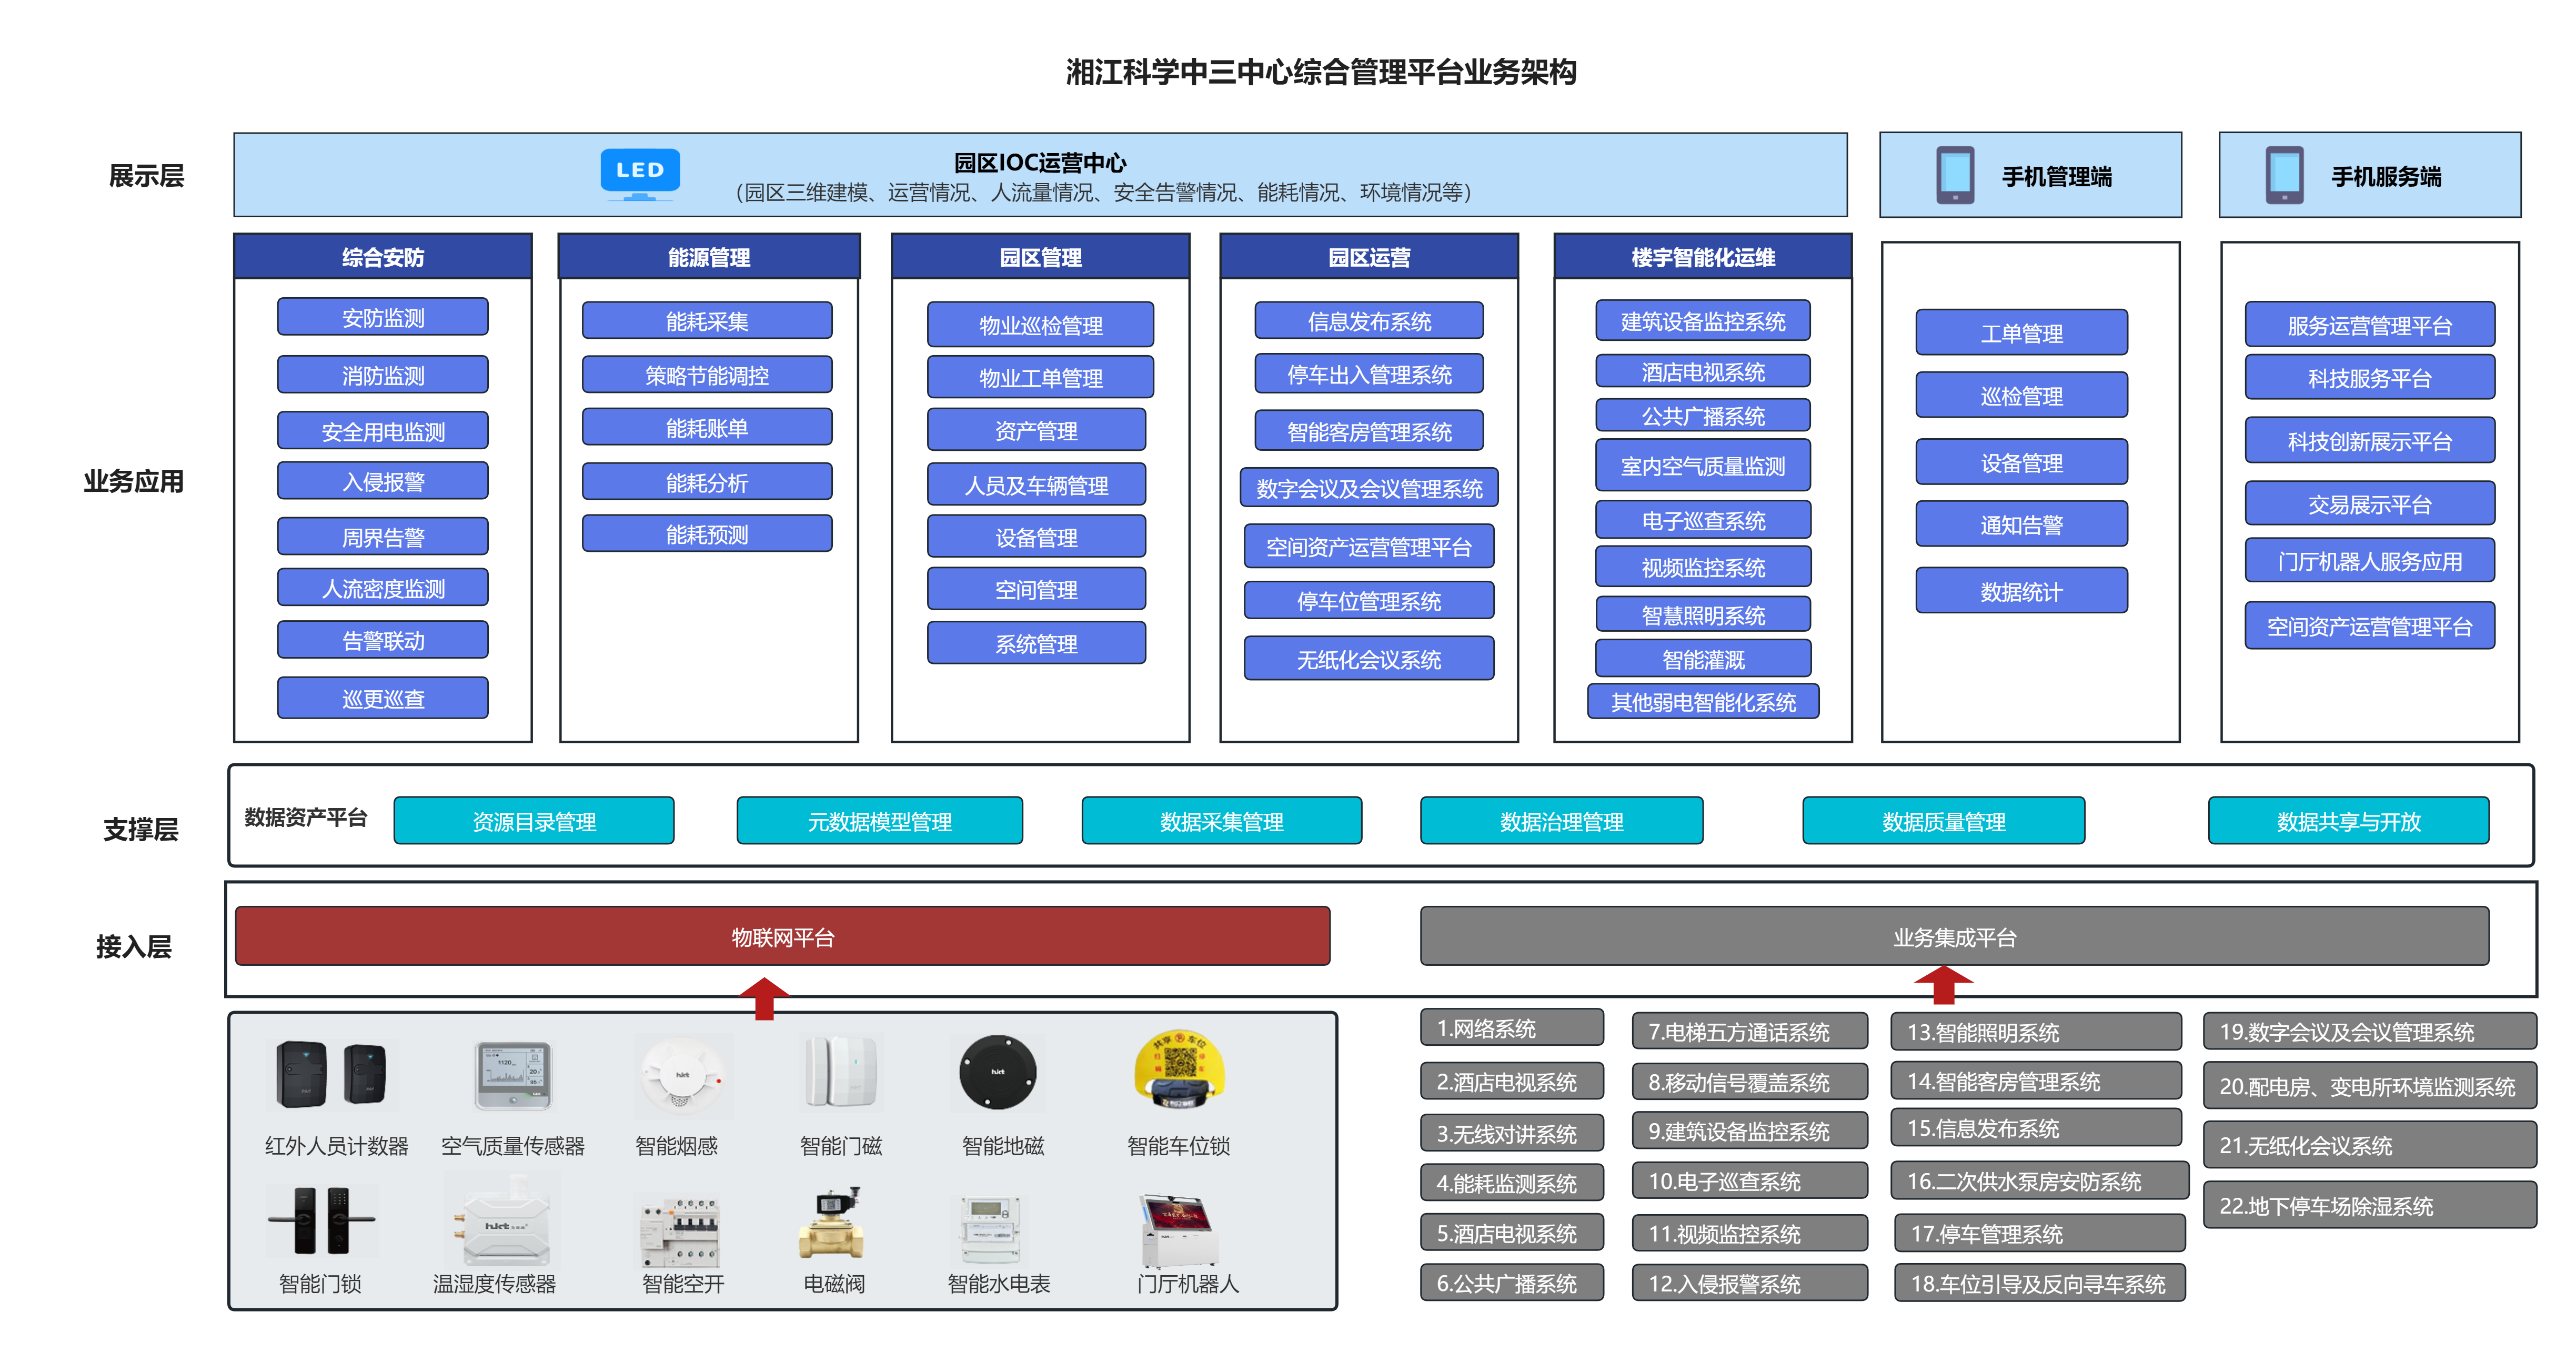 湘江科学中三中心综合管理平台业务架构
展示层
LED
园区IOC运营中心
（园区三维建模、运营情况、人流量情况、安全告警情况、能耗情况、环境情况等）
手机管理端
手机服务端
业务应用
综合安防
安防监测
消防监测
安全用电监测
入侵报警
周界告警
人流密度监测
告警联动
巡更巡查
能源管理
能耗采集
策略节能调控
能耗账单
能耗分析
能耗预测
园区管理
物业巡检管理
物业工单管理
资产管理
人员及车辆管理
设备管理
空间管理
系统管理
园区运营
信息发布系统
停车出入管理系统
智能客房管理系统
数字会议及会议管理系统
空间资产运营管理平台
停车位管理系统
无纸化会议系统
楼宇智能化运维
建筑设备监控系统
酒店电视系统
公共广播系统
室内空气质量监测
电子巡查系统
视频监控系统
智慧照明系统
智能灌溉
其他弱电智能化系统
工单管理
巡检管理
设备管理
通知告警
数据统计
服务运营管理平台
科技服务平台
科技创新展示平台
交易展示平台
门厅机器人服务应用
空间资产运营管理平台
支撑层
数据资产平台
资源目录管理
元数据模型管理
数据采集管理
数据治理管理
数据质量管理
数据共享与开放
接入层
物联网平台
业务集成平台
红外人员计数器
空气质量传感器
智能烟感
智能门磁
智能地磁
智能车位锁
智能门锁
温湿度传感器
智能空开
电磁阀
智能水电表
门厅机器人
1.网络系统
2.酒店电视系统
3.无线对讲系统
4.能耗监测系统
5.酒店电视系统
6.公共广播系统
7.电梯五方通话系统
8.移动信号覆盖系统
9.建筑设备监控系统
10.电子巡查系统
11.视频监控系统
12.入侵报警系统
13.智能照明系统
14.智能客房管理系统
15.信息发布系统
16.二次供水泵房安防系统
17.停车管理系统
18.车位引导及反向寻车系统
19.数字会议及会议管理系统
20.配电房、变电所环境监测系统
21.无纸化会议系统
22.地下停车场除湿系统